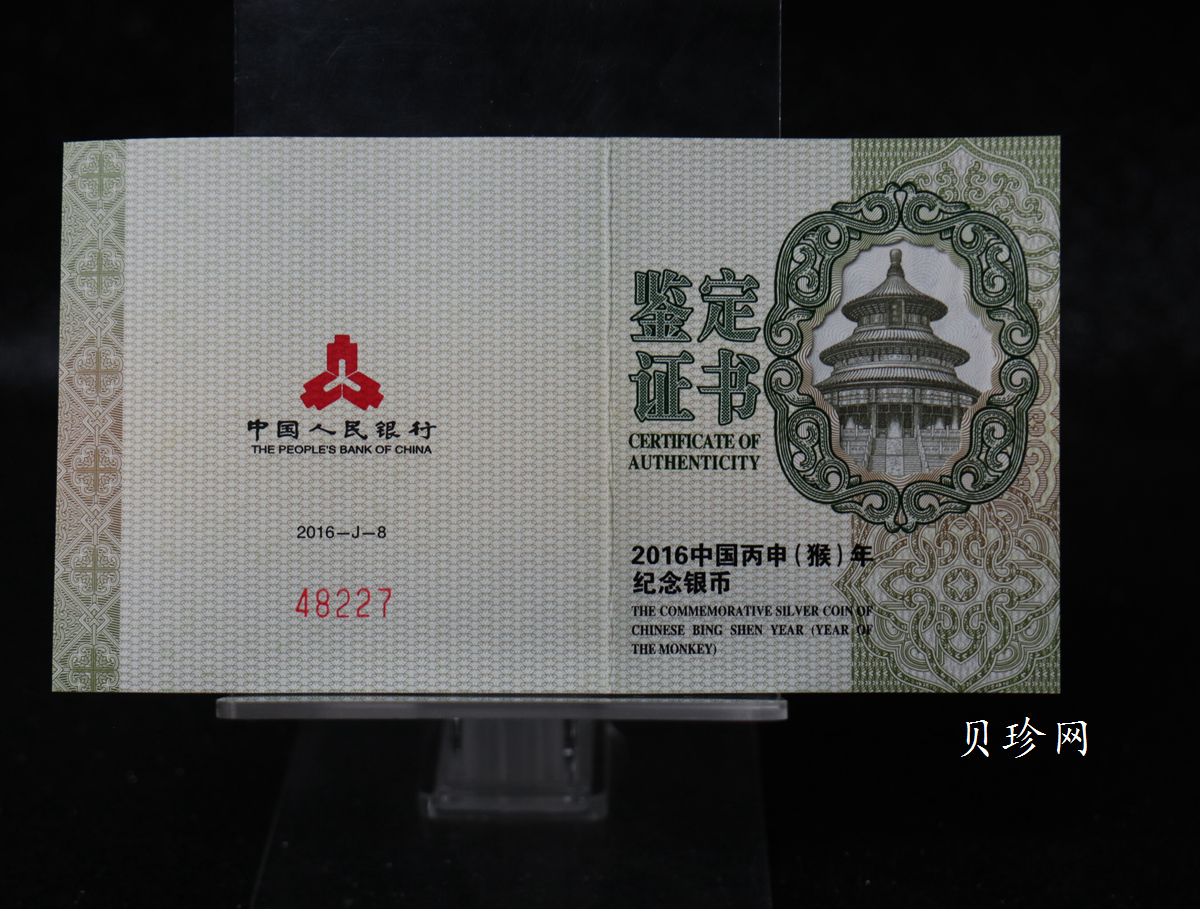 中国人民银行
THE PEOPLE'S BANK OF CHINA
2016—J—8
48227
鉴定
证书
CERTIFICATE OF
AUTHENTICITY
2016中国丙申（猴）年
纪念银币
THE COMMEMORATIVE SILVER COIN OF
CHINESE BING SHEN YEAR (YEAR OF
THE MONKEY)
贝珍网